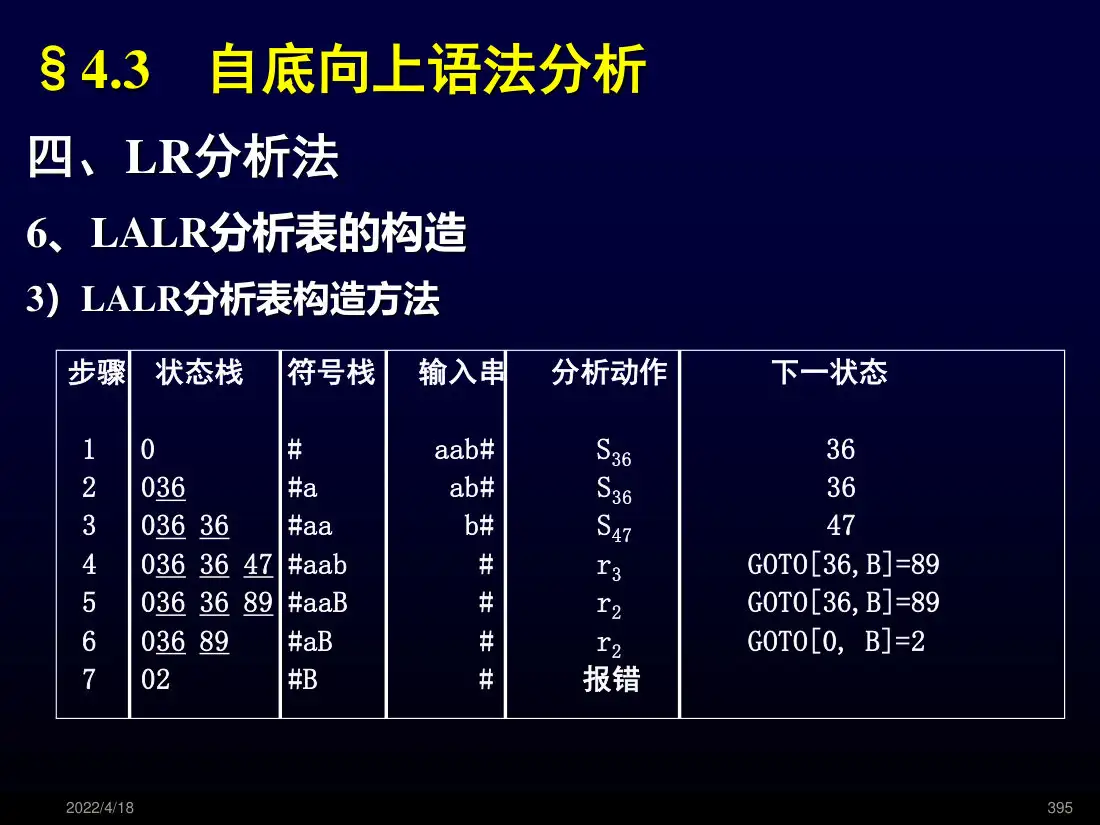 §4.3 自底向上语法分析
四、LR分析法
6、LALR分析表的构造
3）LALR分析表构造方法
步骤 状态栈 符号栈 输入串 分析动作 下一状态
1 0 # aab# S36 36
2 036 #a ab# S36 36
3 036 36 #aa b# S47 47
4 036 36 47 #aab # r3 GOTO[36,B]=89
5 036 36 89 #aaB # r2 GOTO[36,B]=89
6 036 89 #aB # r2 GOTO[0, B]=2
7 02 #B # 报错
2022/4/18 395